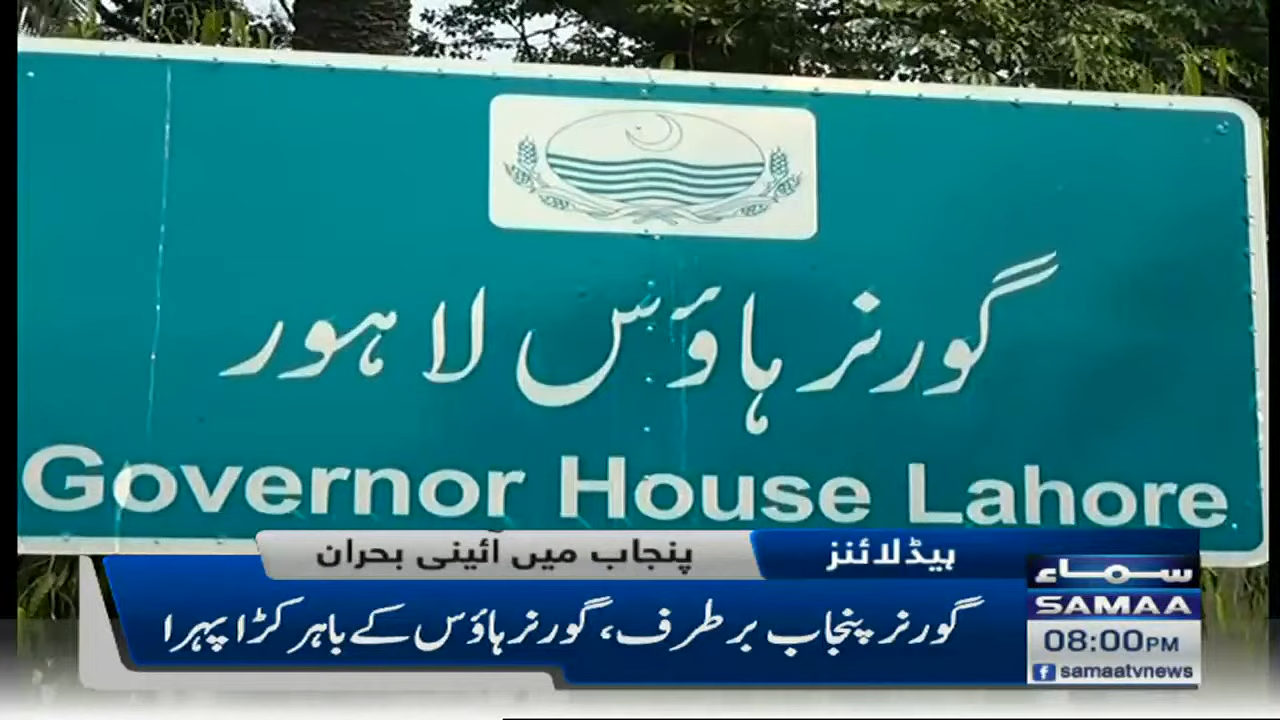 گورنر ہاؤس لاہور
Governor House Lahore
ہیڈلائنز
پنجاب میں آئینی بحران
گورنر پنجاب برطرف، گورنر ہاؤس کے باہر کڑا پہرا
سماء
SAMAA
08:00PM
samaatvnews